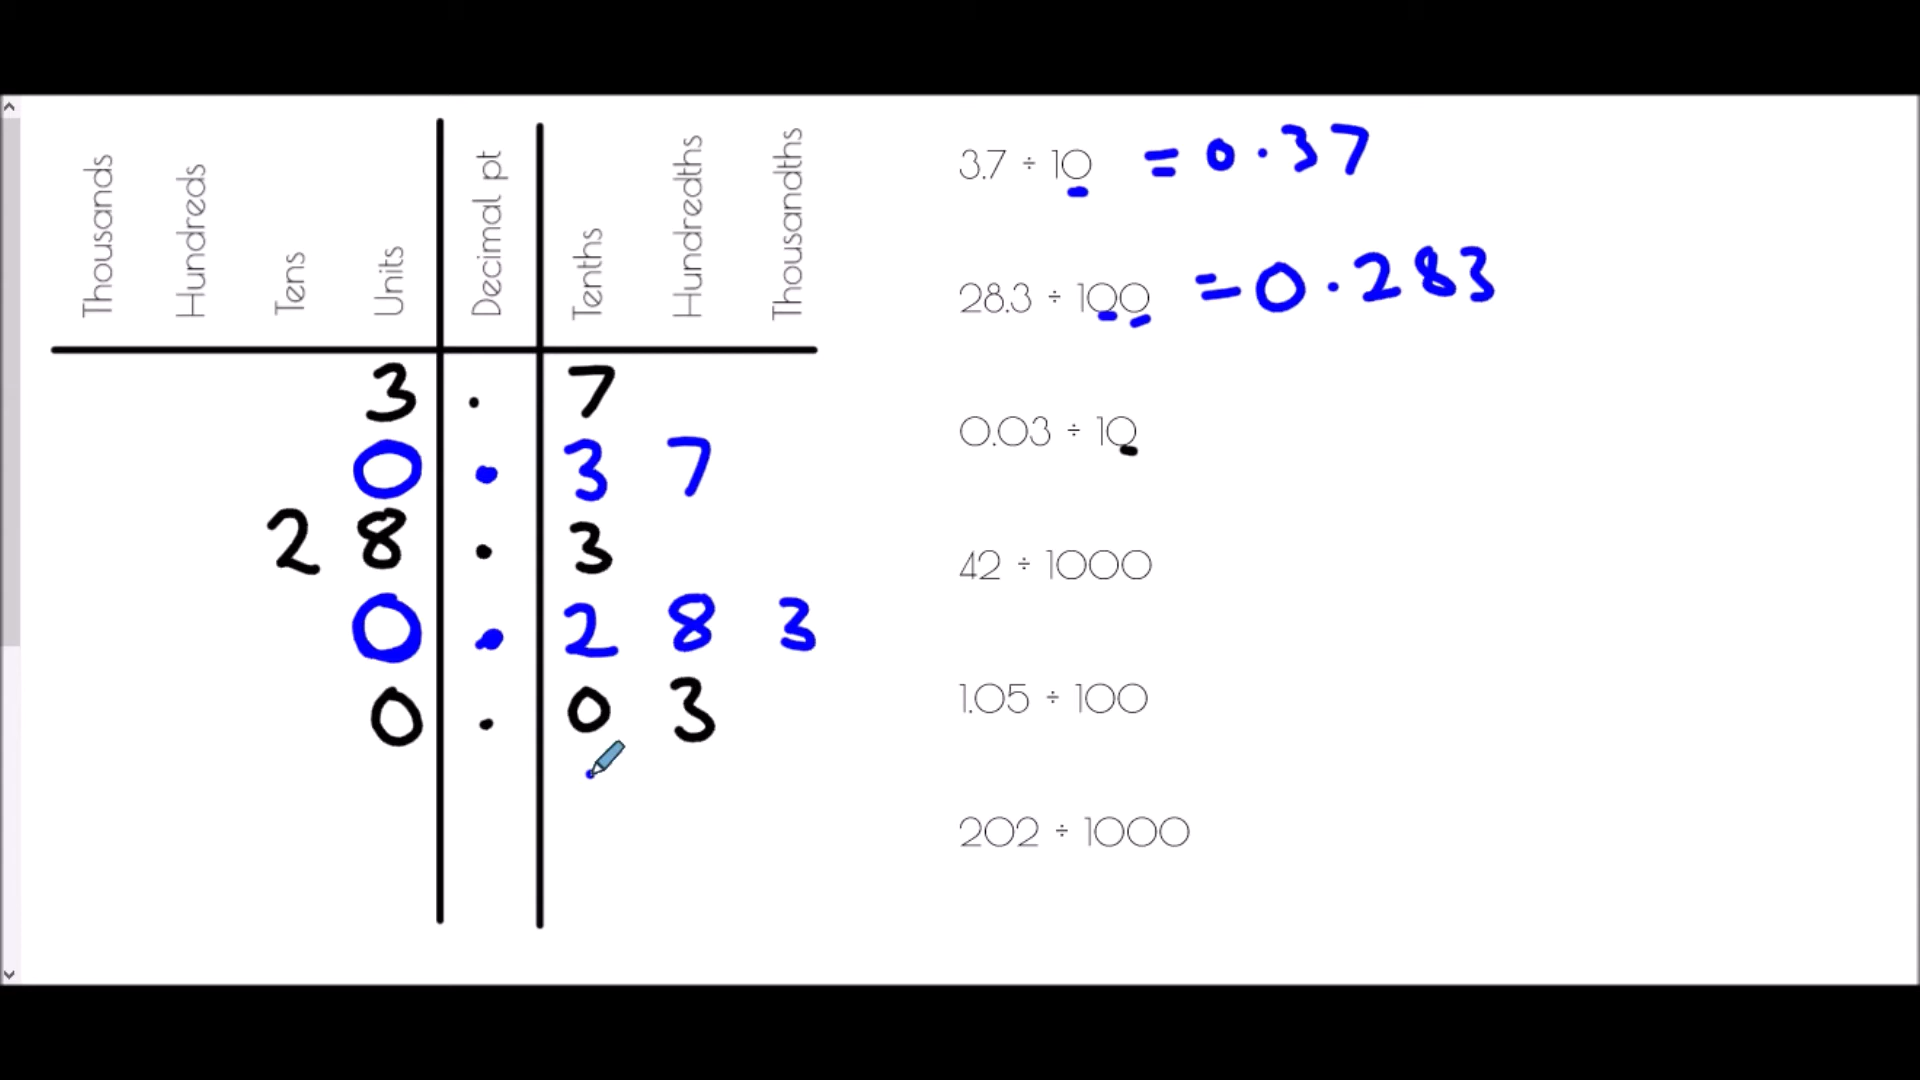 Thousands Hundreds Tens Units Decimal pt Tenths Hundredths Thousandths
3 . 7
0 . 3 7
2 8 . 3
0 . 2 8 3
0 . 0 3
3.7 ÷ 10 = 0.37
28.3 ÷ 100 = 0.283
0.03 ÷ 10
42 ÷ 1000
1.05 ÷ 100
202 ÷ 1000